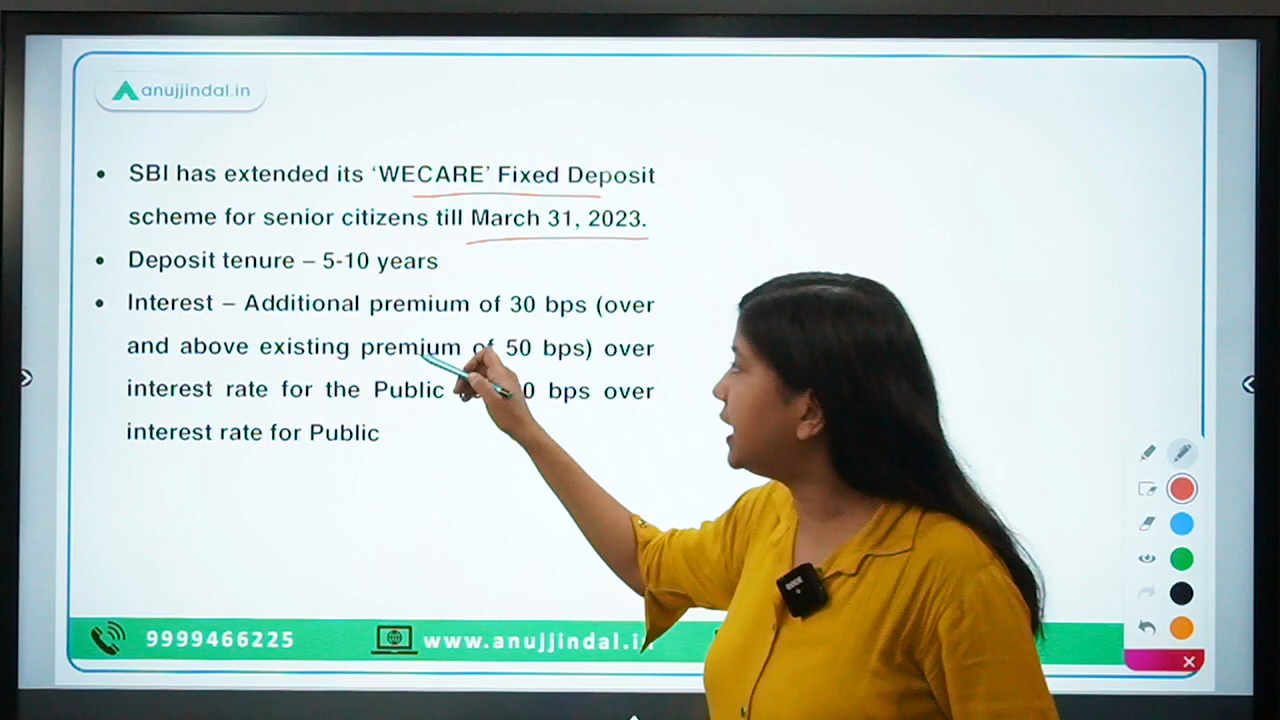 anujjindal.in
• SBI has extended its ‘WECARE’ Fixed Deposit
scheme for senior citizens till March 31, 2023.
• Deposit tenure – 5-10 years
• Interest – Additional premium of 30 bps (over
and above existing premium of 50 bps) over
interest rate for the Public bps over
interest rate for Public
9999466225
www.anujjindal.in